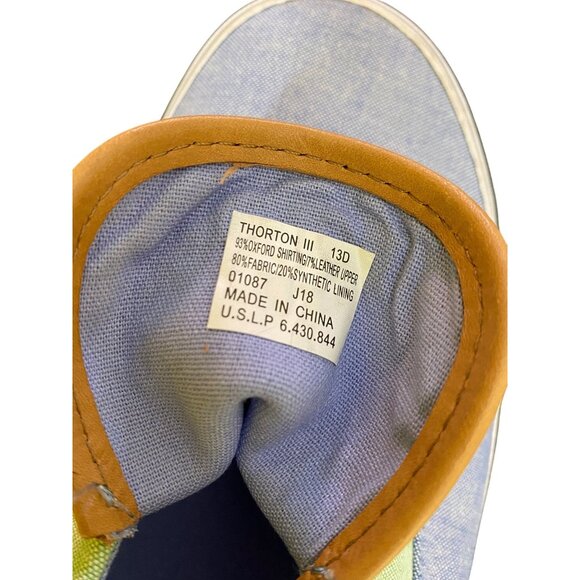 THORTON III 13D
93%OXFORD SHIRTING/7%LEATHER UPPER
80%FABRIC/20%SYNTHETIC LINING
01087 J18
MADE IN CHINA
U.S.L.P 6.430.844